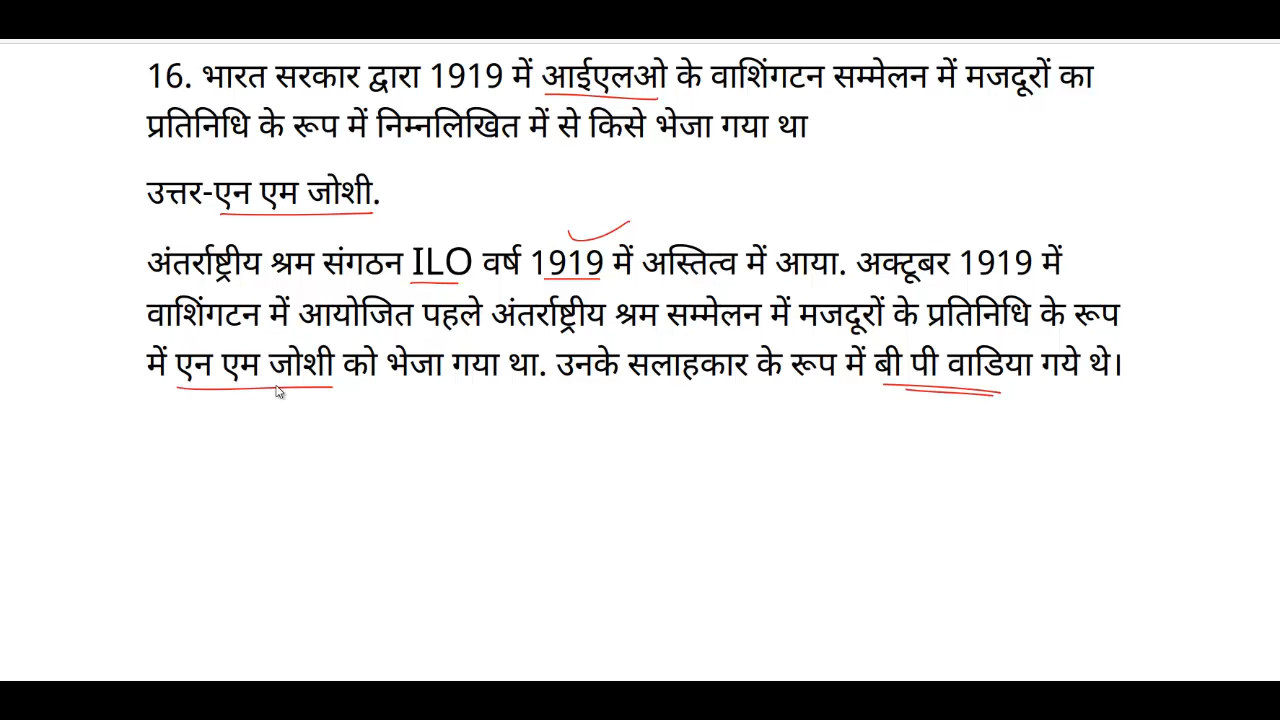 16. भारत सरकार द्वारा 1919 में आईएलओ के वाशिंगटन सम्मेलन में मजदूरों का
प्रतिनिधि के रूप में निम्नलिखित में से किसे भेजा गया था
उत्तर-एन एम जोशी.
अंतर्राष्ट्रीय श्रम संगठन ILO वर्ष 1919 में अस्तित्व में आया. अक्टूबर 1919 में
वाशिंगटन में आयोजित पहले अंतर्राष्ट्रीय श्रम सम्मेलन में मजदूरों के प्रतिनिधि के रूप
में एन एम जोशी को भेजा गया था. उनके सलाहकार के रूप में बी पी वाडिया गये थे।